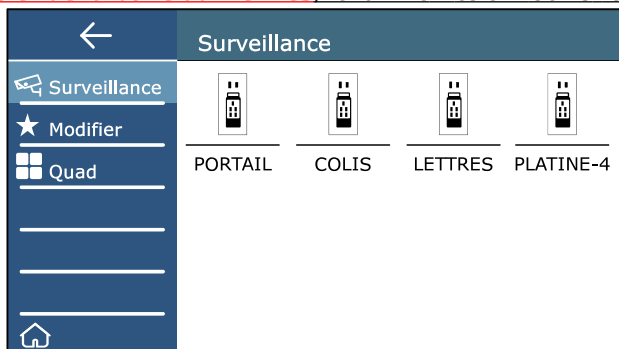 Surveillance
Surveillance
Modifier
Quad
PORTAIL
COLIS
LETTRES
PLATINE-4